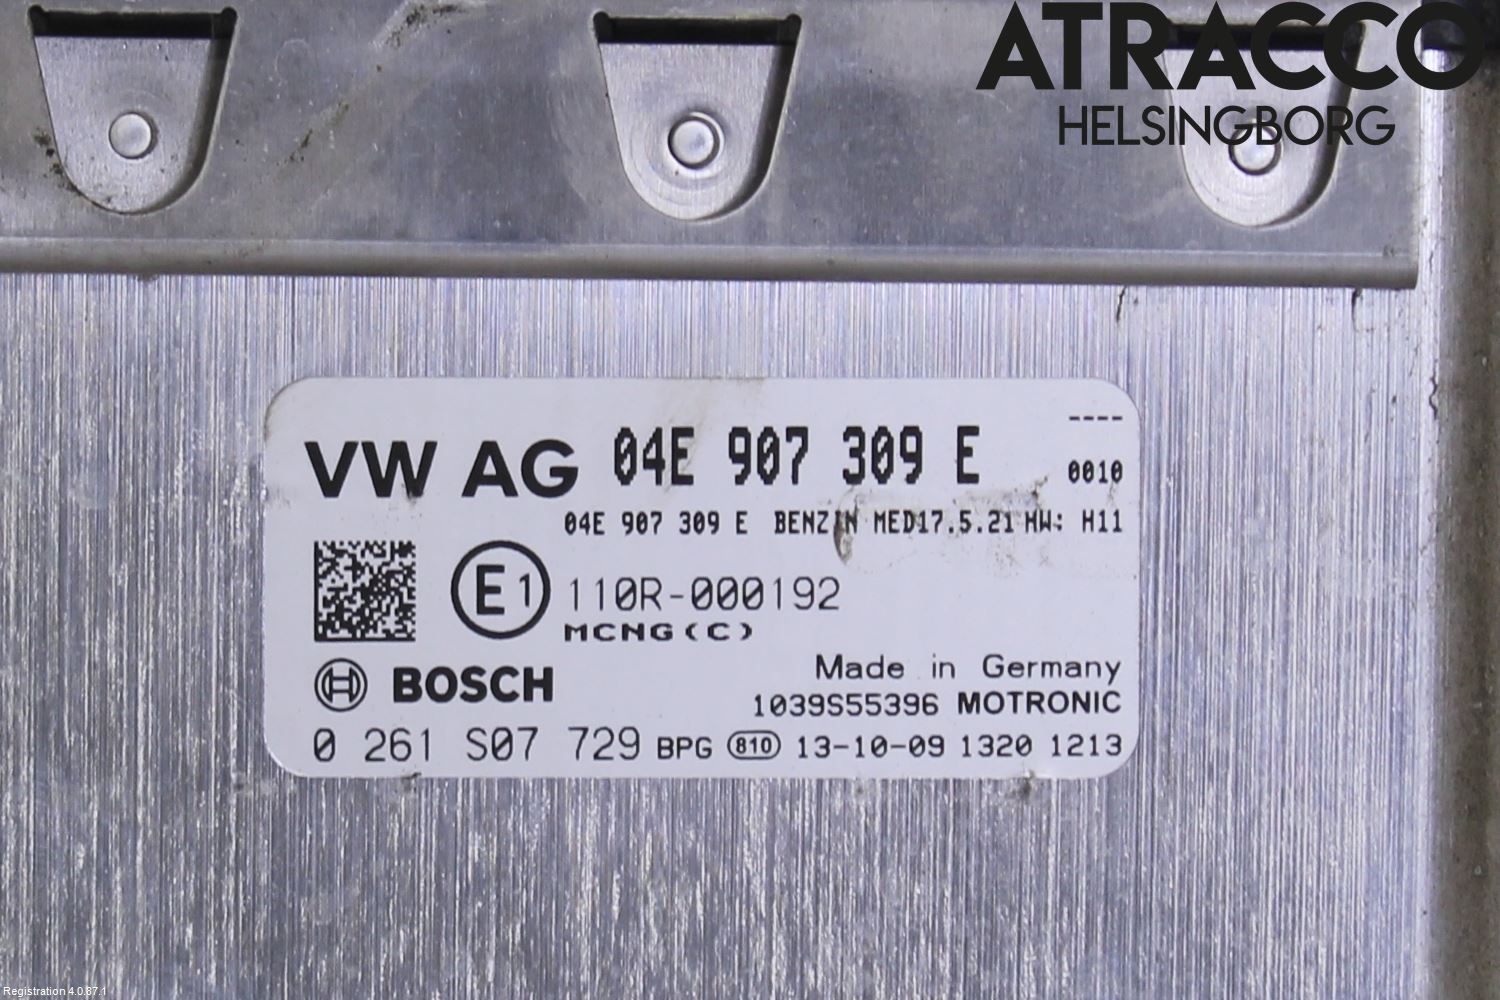 ATRACCO
HELSINGBORG
----
VW AG 04E 907 309 E 0010
04E 907 309 E BENZIN MED17.5.21 HW: H11
E1 110R-000192
MCNG(C)
BOSCH Made in Germany
1039S55396 MOTRONIC
0 261 S07 729 BPG 810 13-10-09 1320 1213
Registration 4.0.87.1